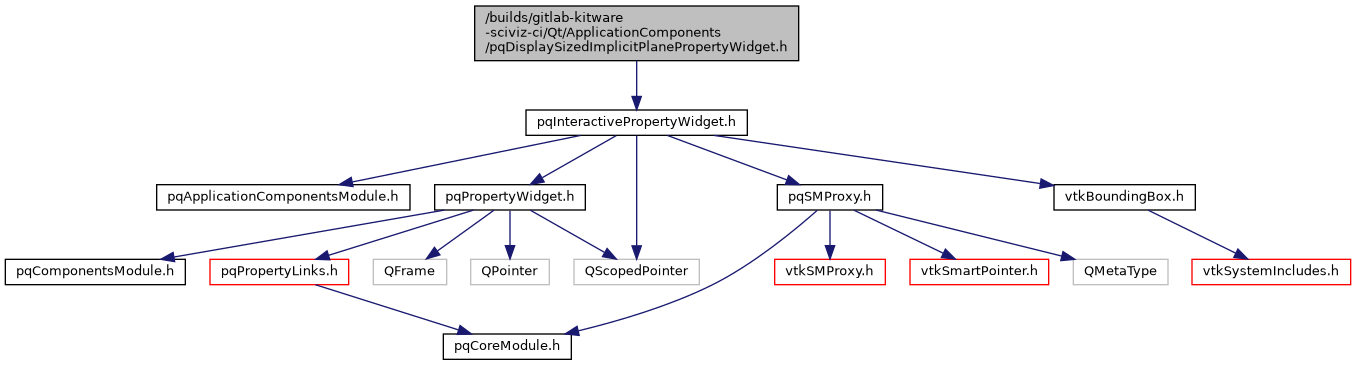 /builds/gitlab-kitware
-sciviz-ci/Qt/ApplicationComponents
/pqDisplaySizedImplicitPlanePropertyWidget.h
pqInteractivePropertyWidget.h
pqApplicationComponentsModule.h
pqPropertyWidget.h
pqSMProxy.h
vtkBoundingBox.h
pqComponentsModule.h
pqPropertyLinks.h
QFrame
QPointer
QScopedPointer
vtkSMProxy.h
vtkSmartPointer.h
QMetaType
vtkSystemIncludes.h
pqCoreModule.h